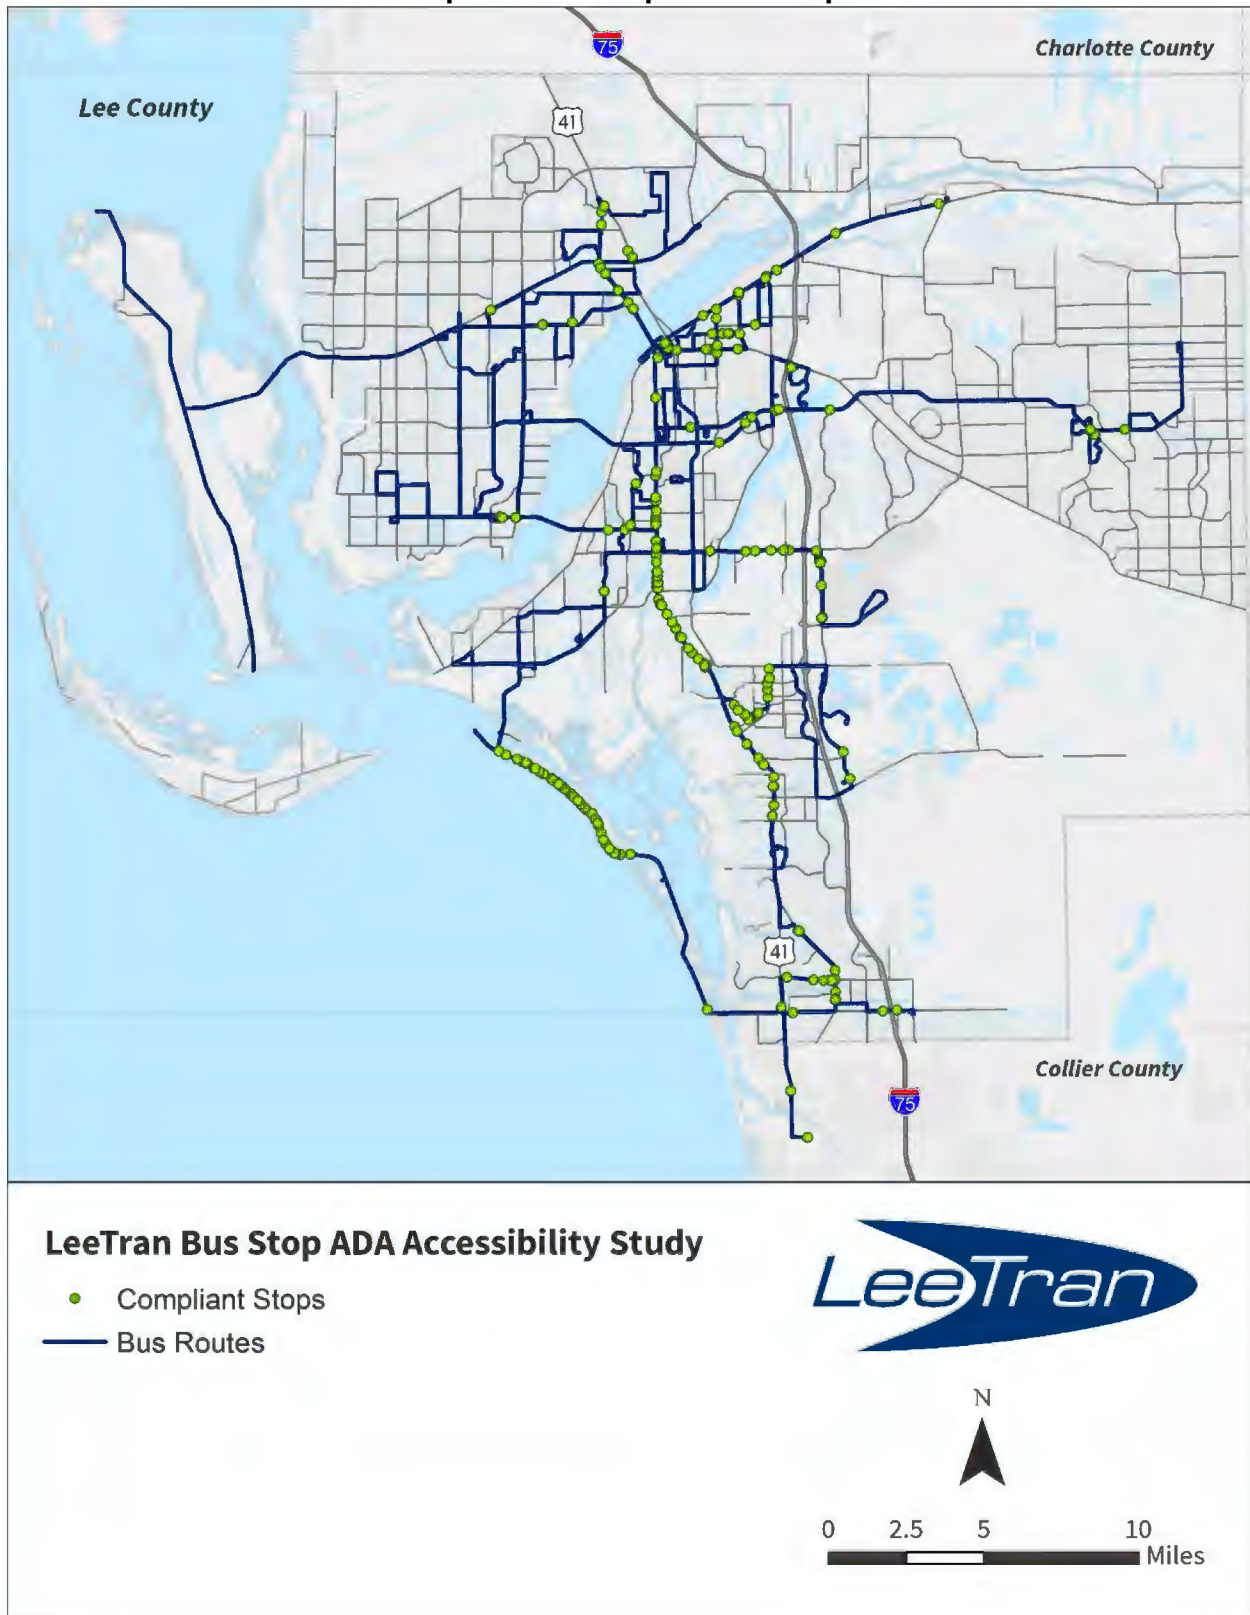 75
Charlotte County
Lee County
41
41
Collier County
75
LeeTran Bus Stop ADA Accessibility Study
Compliant Stops
Bus Routes
LeeTran
N
0 2.5 5 10
Miles